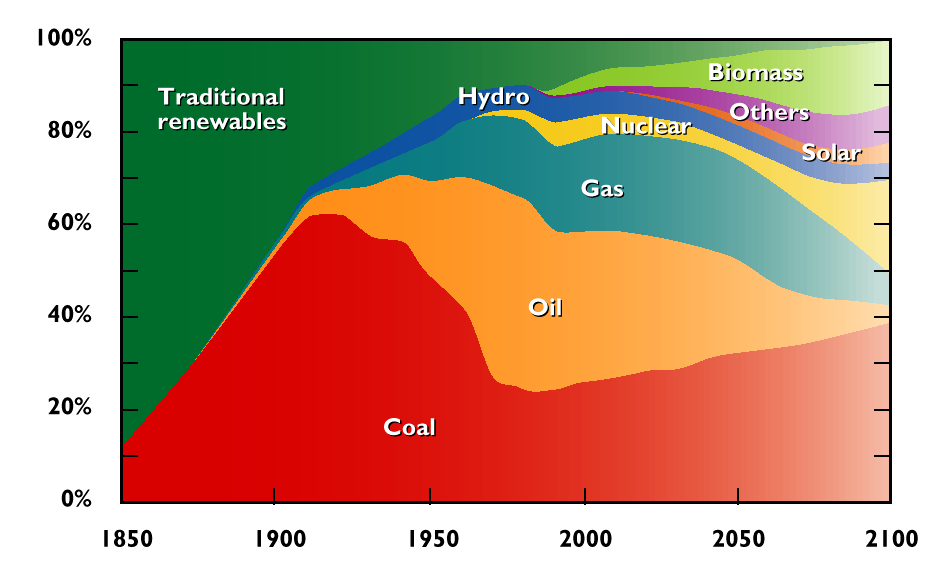 100%
80%
60%
40%
20%
0%
Traditional
renewables
Hydro
Biomass
Others
Nuclear
Solar
Gas
Oil
Coal
1850 1900 1950 2000 2050 2100